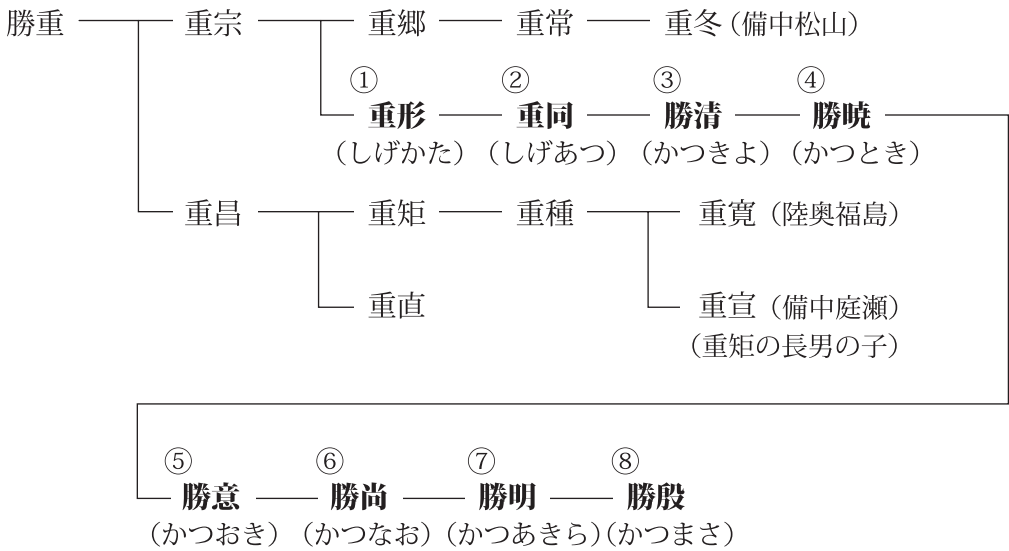 勝重 重宗 重郷 重常 重冬（備中松山）
① ② ③ ④
重形 重同 勝清 勝暁
（しげかた） （しげあつ） （かつきよ） （かつとき）
重昌 重矩 重種 重寛（陸奥福島）
重直 重宣（備中庭瀬）
（重矩の長男の子）
⑤ ⑥ ⑦ ⑧
勝意 勝尚 勝明 勝殷
（かつおき） （かつなお） （かつあきら） （かつまさ）